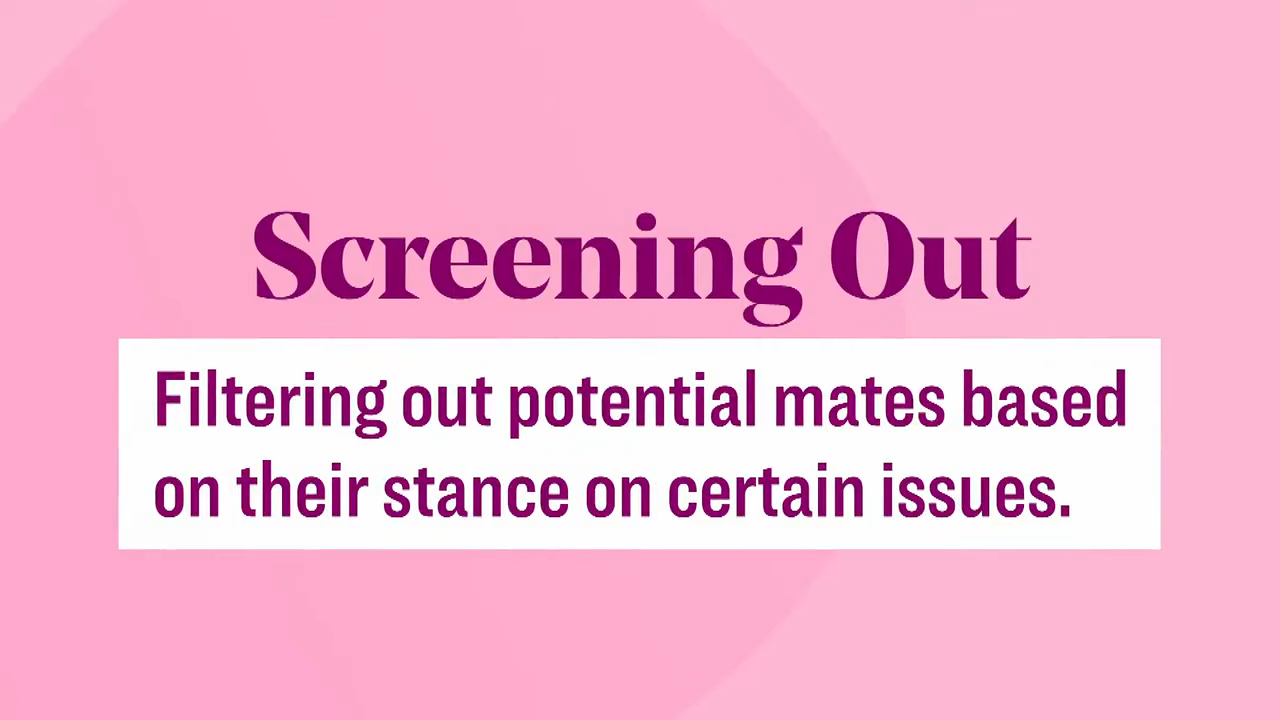 Screening Out
Filtering out potential mates based
on their stance on certain issues.